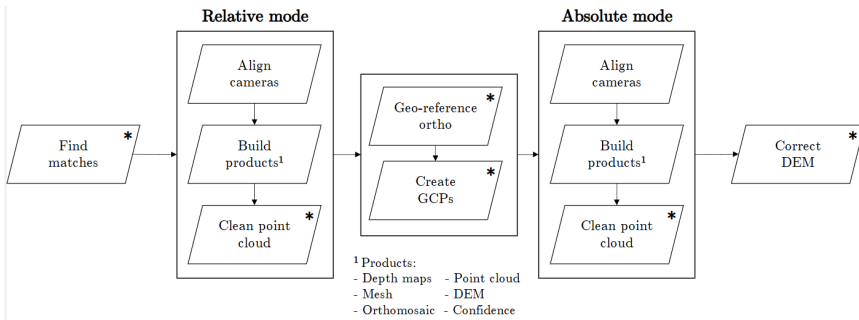 Relative mode
Absolute mode
Find
matches
*
Align
cameras
Build
products¹
Clean point
cloud
*
Geo-reference
ortho
*
Create
GCPs
*
Align
cameras
Build
products¹
Clean point
cloud
*
Correct
DEM
*
¹ Products:
- Depth maps - Point cloud
- Mesh - DEM
- Orthomosaic - Confidence